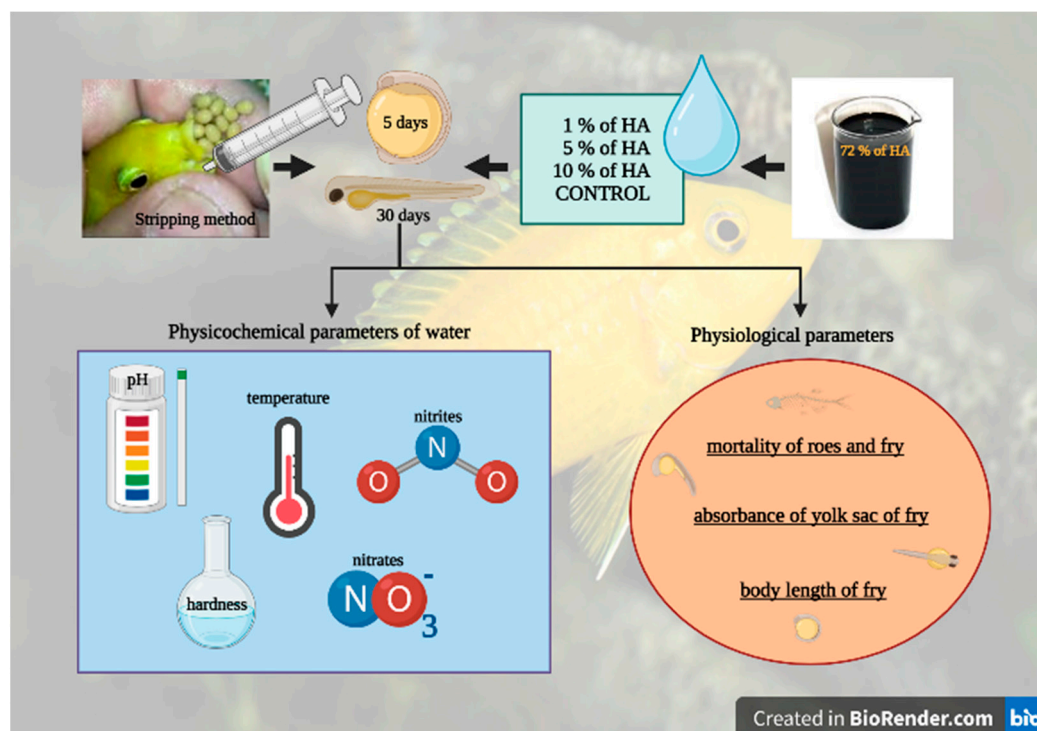 Stripping method
5 days
30 days
1 % of HA
5 % of HA
10 % of HA
CONTROL
72 % of HA
Physicochemical parameters of water
pH
temperature
nitrites
N
O
O
hardness
nitrates
NO
-
3
Physiological parameters
mortality of roes and fry
absorbance of yolk sac of fry
body length of fry
Created in BioRender.com